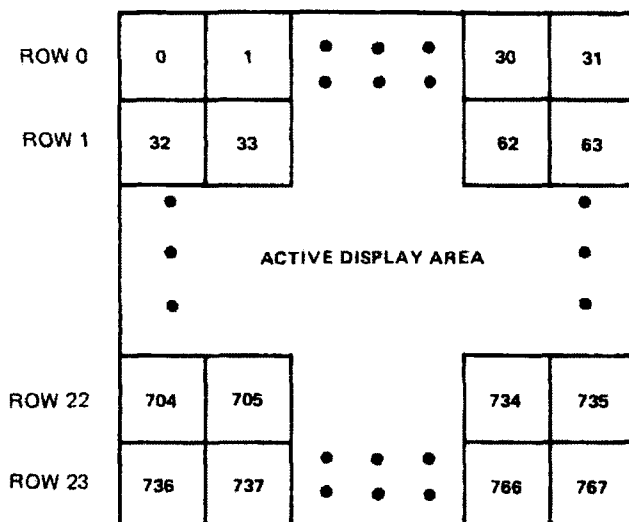 ROW 0 0 1 30 31
ROW 1 32 33 62 63
ACTIVE DISPLAY AREA
ROW 22 704 705 734 735
ROW 23 736 737 766 767